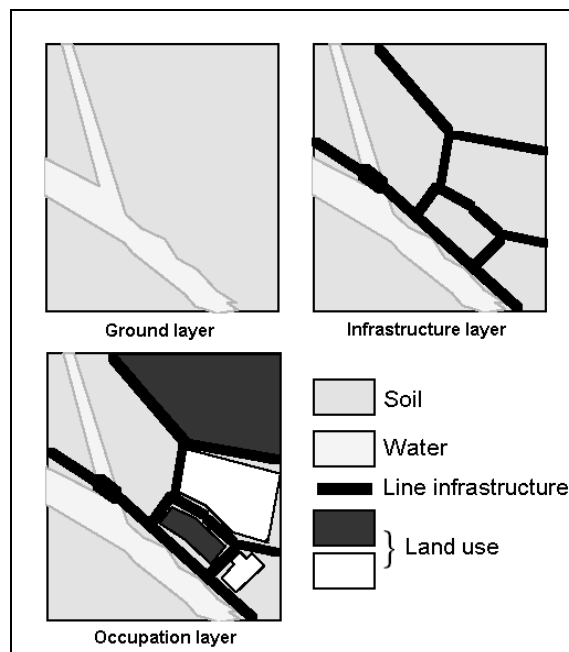 Ground layer
Infrastructure layer
Soil
Water
Line infrastructure
} Land use
Occupation layer